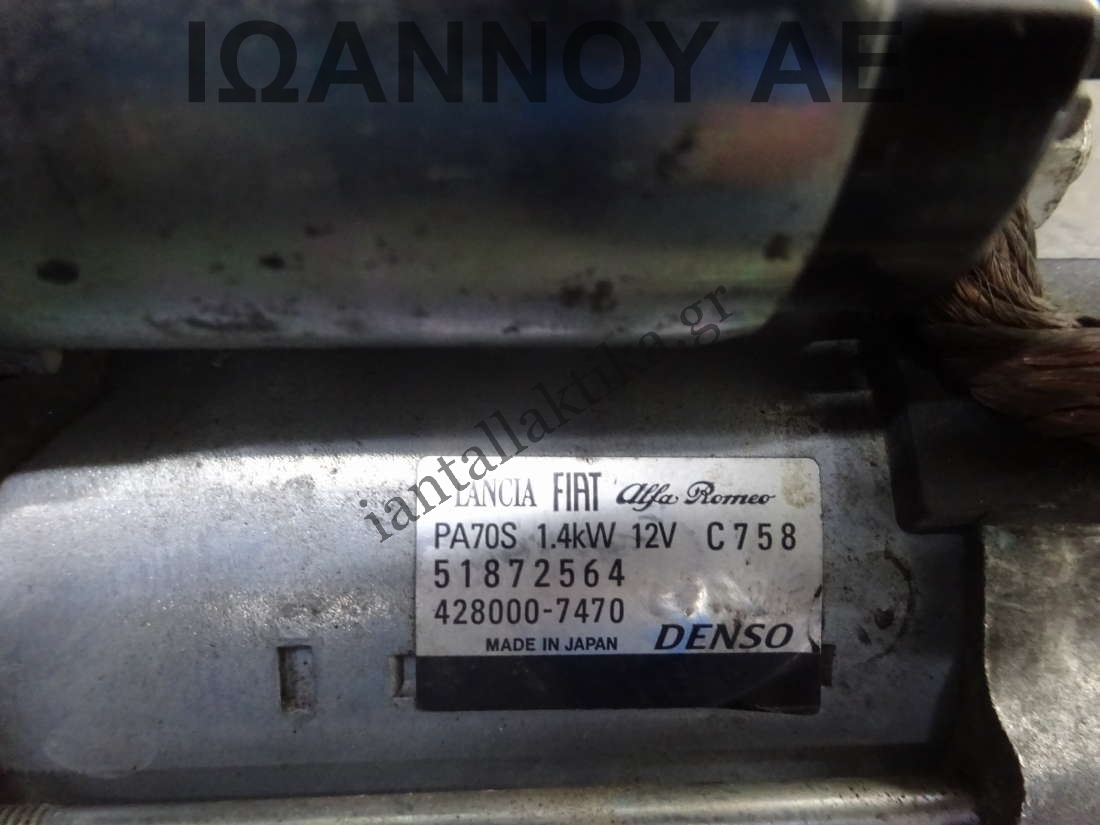 ΙΩΑΝΝΟΥ ΑΕ
iantallaktika.gr
LANCIA FIAT Alfa Romeo
PA70S 1.4kW 12V C758
51872564
428000-7470
MADE IN JAPAN DENSO